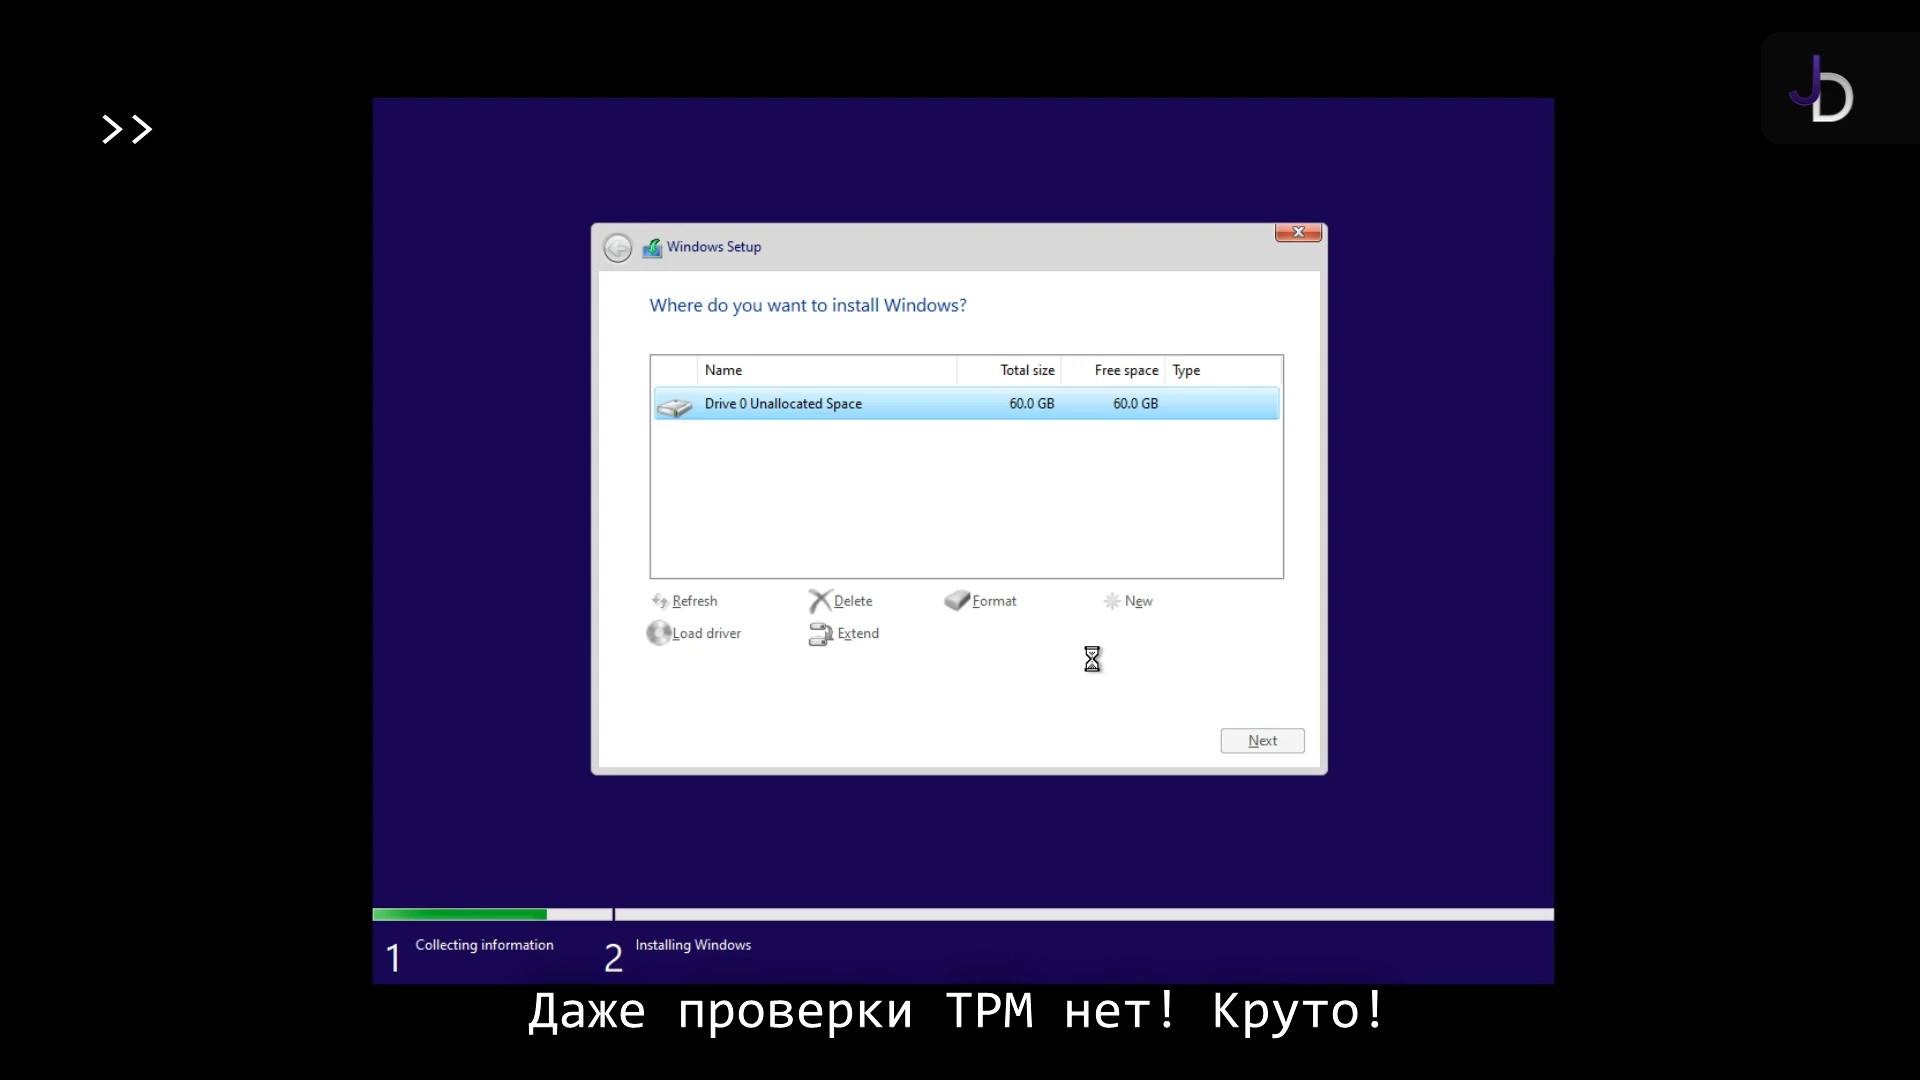 >>
JD
Windows Setup
Where do you want to install Windows?
Name Total size Free space Type
Drive 0 Unallocated Space 60.0 GB 60.0 GB
Refresh Delete Format New
Load driver Extend
Next
1 Collecting information 2 Installing Windows
Даже проверки TPM нет! Круто!